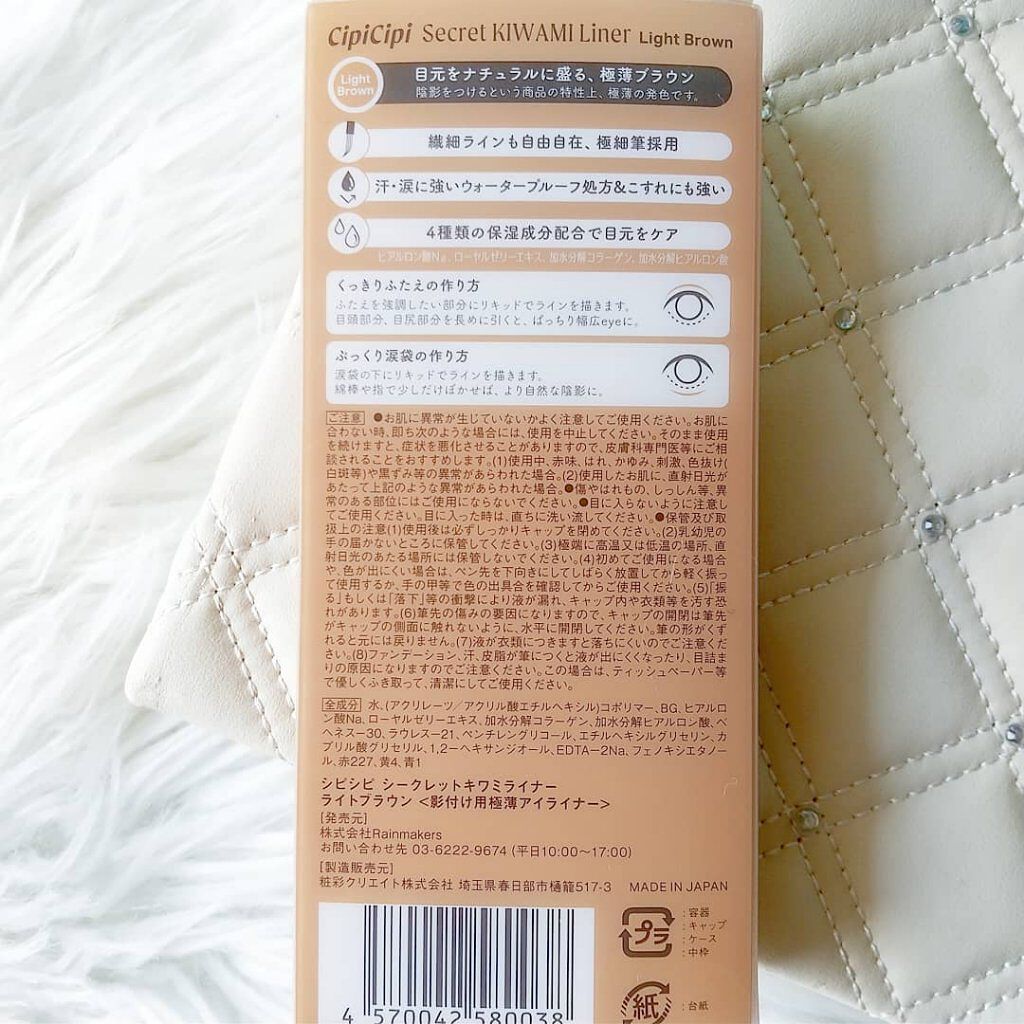 CipiCipi Secret KIWAMI Liner Light Brown
Light Brown
目元をナチュラルに盛る、極薄ブラウン
陰影をつけるという商品の特性上、極薄の発色です。
繊細ラインも自由自在、極細筆採用
汗・涙に強いウォータープルーフ処方&こすれにも強い
4種類の保湿成分配合で目元をケア
ヒアルロン酸Na、ローヤルゼリーエキス、加水分解コラーゲン、加水分解ヒアルロン酸
くっきりふたえの作り方
ふたえを強調したい部分にリキッドでラインを描きます。
目頭部分、目尻部分を長めに引くと、ぱっちり幅広eyeに。
ぷっくり涙袋の作り方
涙袋の下にリキッドでラインを描きます。
綿棒や指で少しだけぼかせば、より自然な陰影に。
ご注意 ●お肌に異常が生じていないかよく注意してご使用ください。お肌に
合わない時、即ち次のような場合には、使用を中止してください。そのまま使用
を続けますと、症状を悪化させることがありますので、皮膚科専門医等にご相
談されることをおすすめします。(1)使用中、赤味、はれ、かゆみ、刺激、色抜け(
白斑等)や黒ずみ等の異常があらわれた場合。(2)使用したお肌に、直射日光が
あたって上記のような異常があらわれた場合。●傷やはれもの、しっしん等、異
常のある部位にはご使用にならないでください。●目に入らないように注意し
てご使用ください。目に入った時は、直ちに洗い流してください。●保管及び取
扱上の注意(1)使用後は必ずしっかりキャップを閉めてください。(2)乳幼児の
手の届かないところに保管してください。(3)極端に高温又は低温の場所、直
射日光のあたる場所には保管しないでください。(4)初めてご使用になる場合
や、色が出にくい場合は、ペン先を下向きにしてしばらく放置してから軽く振っ
て使用するか、手の甲等で色の出具合を確認してからご使用ください。(5)「振
る」もしくは「落下」等の衝撃により液が漏れ、キャップ内や衣類等を汚す恐
れがあります。(6)筆先の傷みの要因になりますので、キャップの開閉は筆先
がキャップの側面に触れないように、水平に開閉してください。筆の形がくず
れると元には戻りません。(7)液が衣類につきますと落ちにくいのでご注意くださ
い。(8)ファンデーション、汗、皮脂が筆につくと液が出にくくなったり、目詰ま
りの原因になりますのでご注意ください。この場合は、ティッシュペーパー等
で優しくふき取って、清潔にしてご使用ください。
全成分 水、(アクリレーツ/アクリル酸エチルヘキシル)コポリマー、BG、ヒアルロ
ン酸Na、ローヤルゼリーエキス、加水分解コラーゲン、加水分解ヒアルロン酸、ベ
ヘネス-30、ラウレス-21、ペンチレングリコール、エチルヘキシルグリセリン、カ
プリル酸グリセリル、1,2-ヘキサンジオール、EDTA-2Na、フェノキシエタノー
ル、赤227、黄4、青1
シピシピ シークレットキワミライナー
ライトブラウン <影付け用極薄アイライナー>
[発売元]
株式会社Rainmakers
お問い合わせ先 03-6222-9674 (平日10:00〜17:00)
[製造販売元]
粧彩クリエイト株式会社 埼玉県春日部市樋籠517-3 MADE IN JAPAN
プラ
:容器
:キャップ
:ケース
:中枠
紙
:台紙
4 570042 580038